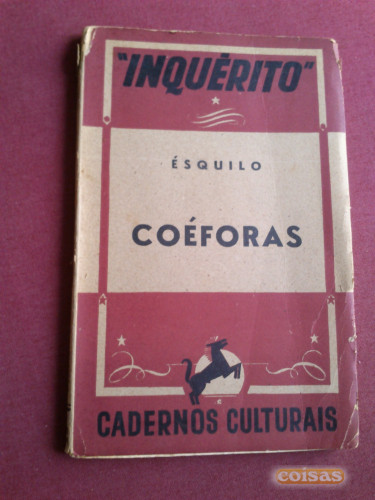 "INQUÉRITO"
ÉSQUILO
COÉFORAS
CADERNOS CULTURAIS
coisas